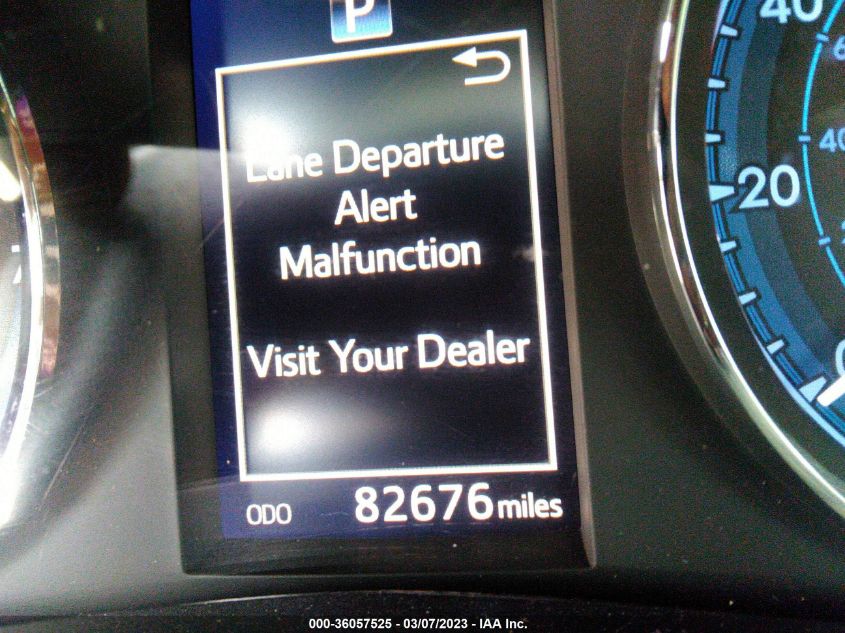 P
Lane Departure
Alert
Malfunction
Visit Your Dealer
ODO 82676 miles
40
20
40
000-36057525 - 03/07/2023 - IAA Inc.